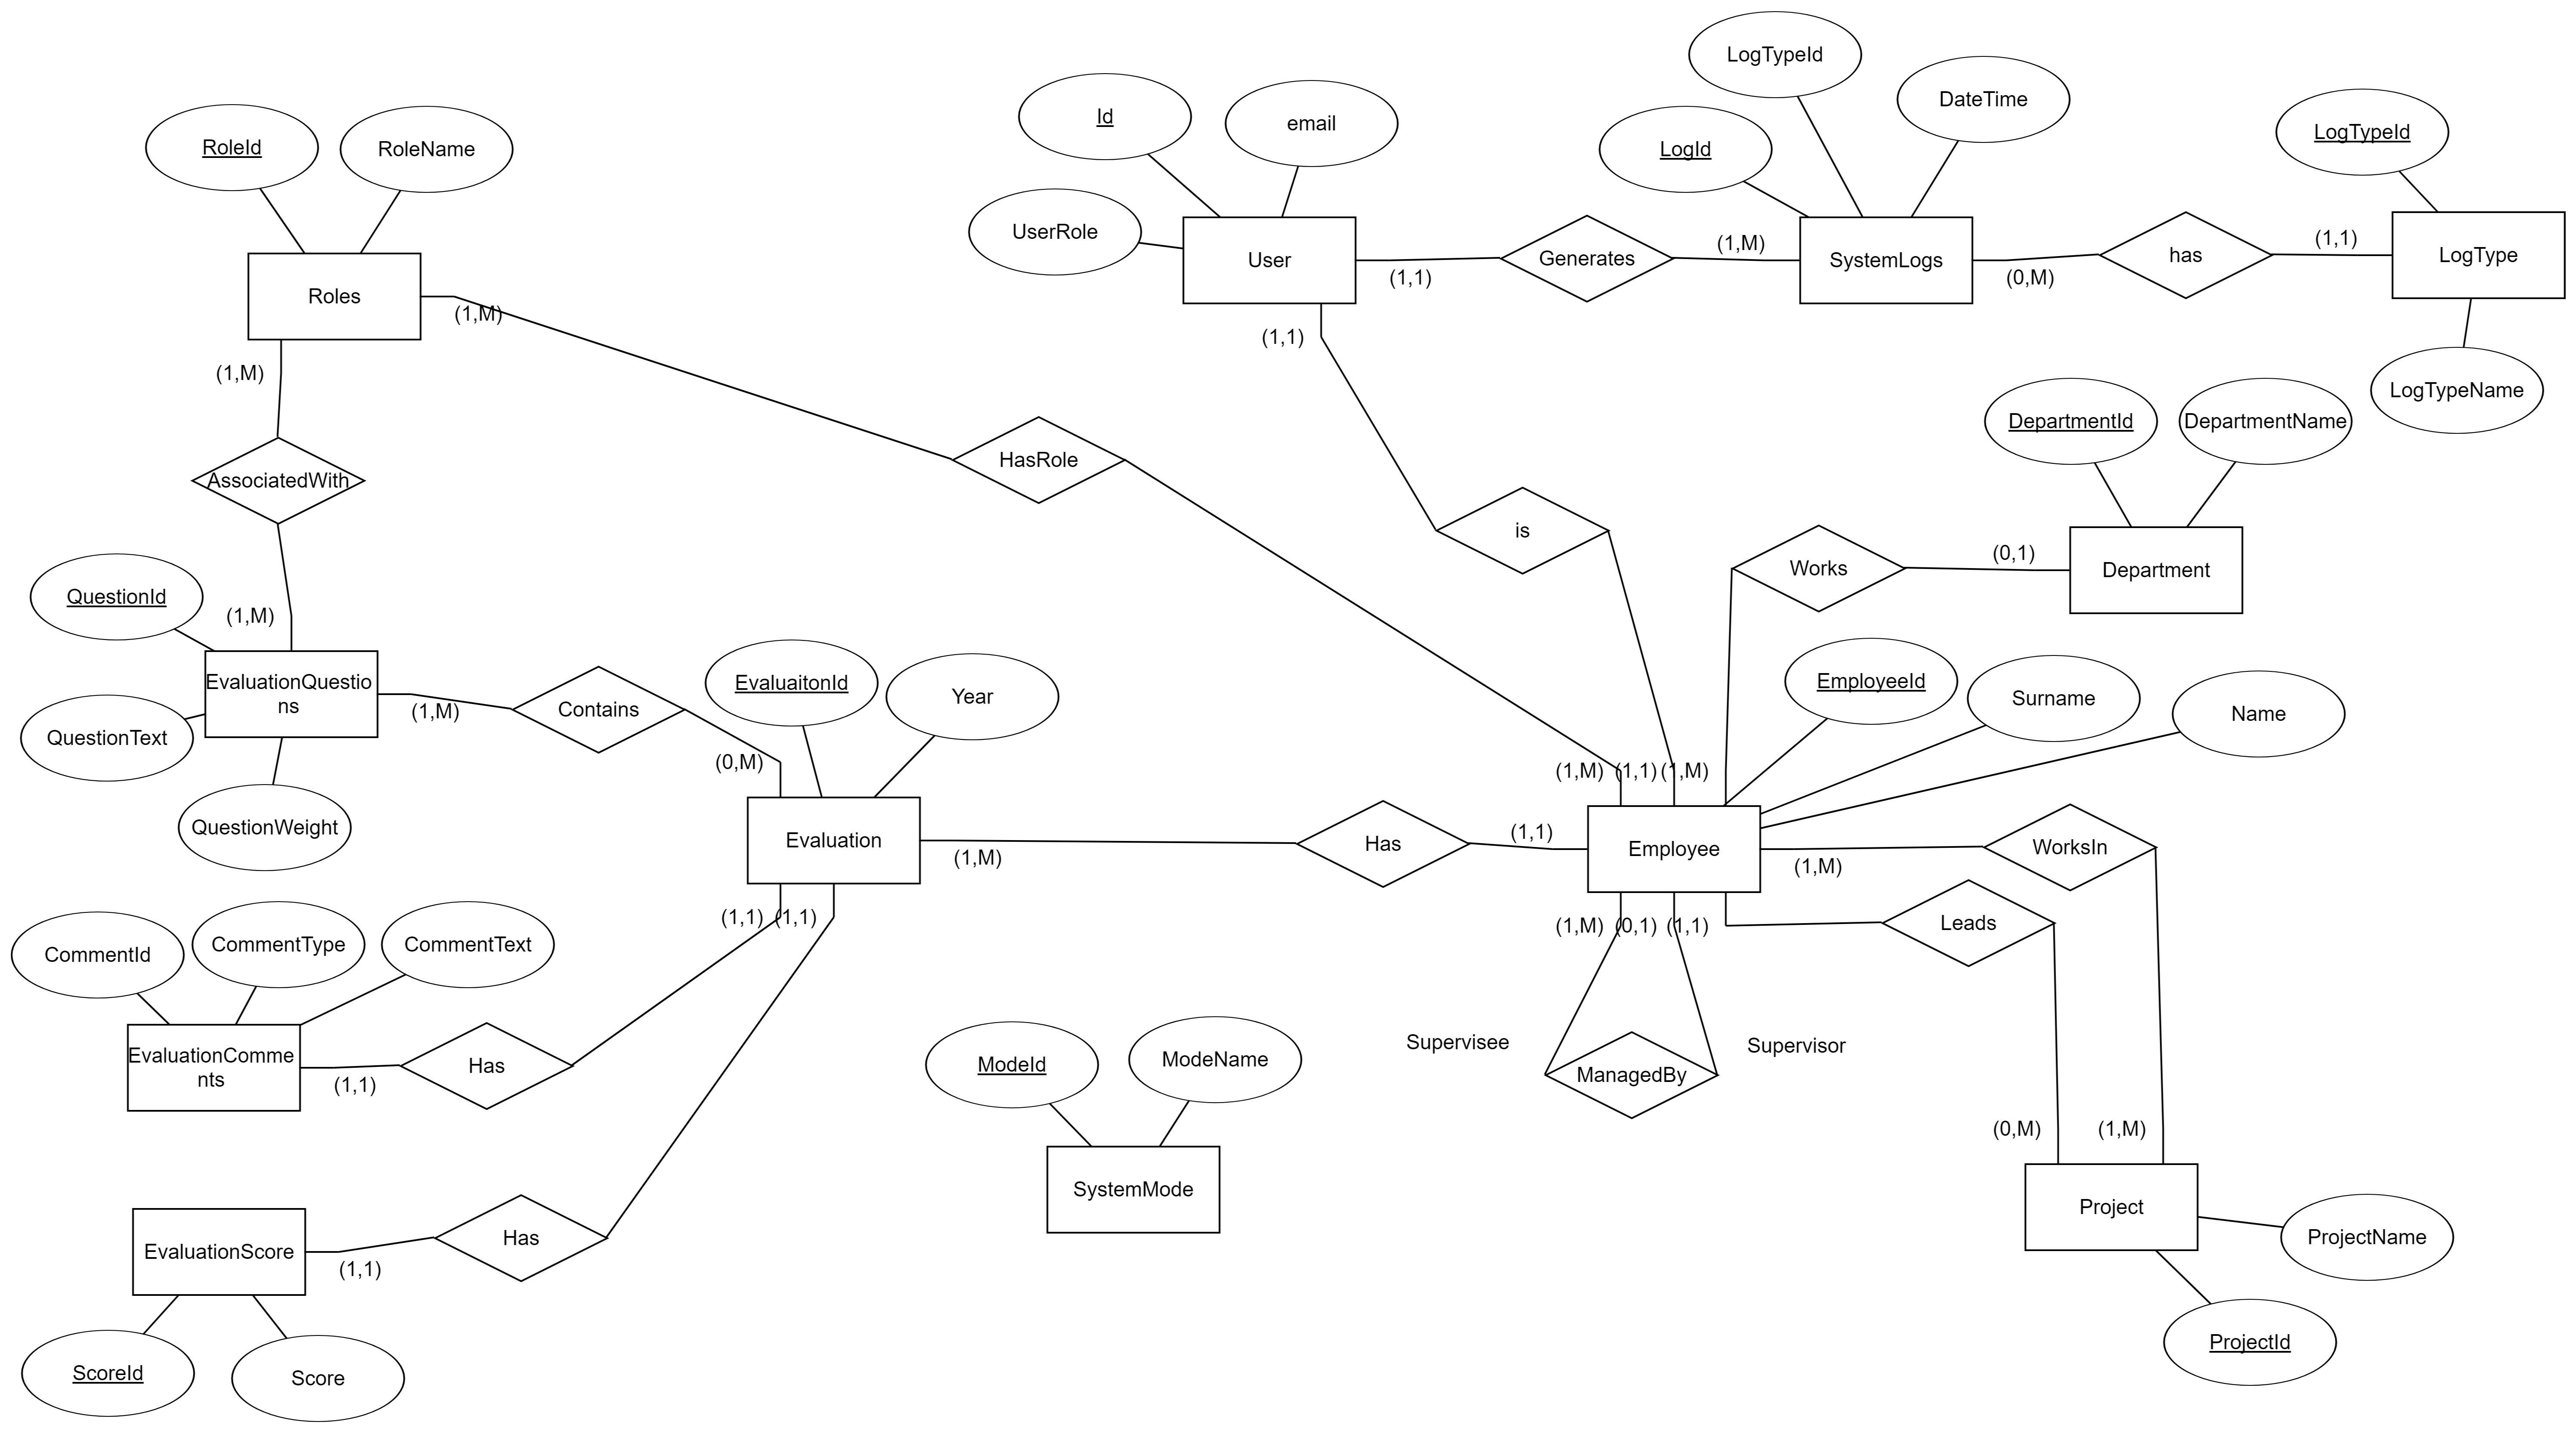 LogTypeId
DateTime
Id
email
LogTypeId
RoleId
RoleName
LogId
UserRole
User
(1,1)
Generates
(1,M)
SystemLogs
(0,M)
has
(1,1)
LogType
Roles
(1,M)
(1,M)
(1,1)
LogTypeName
DepartmentId
DepartmentName
HasRole
AssociatedWith
is
Works
(0,1)
Department
QuestionId
(1,M)
EvaluationQuestio
ns
(1,M)
Contains
EvaluaitonId
Year
EmployeeId
Surname
Name
QuestionText
(0,M)
(1,M)
(1,1)
(1,M)
QuestionWeight
Evaluation
(1,M)
Has
(1,1)
Employee
(1,M)
WorksIn
CommentId
CommentType
CommentText
(1,1)
(1,1)
(1,M)
(0,1)
(1,1)
Leads
EvaluationComme
nts
(1,1)
Has
Supervisee
Supervisor
ManagedBy
ModeId
ModeName
(0,M)
(1,M)
SystemMode
Project
ProjectName
EvaluationScore
(1,1)
Has
ScoreId
Score
ProjectId